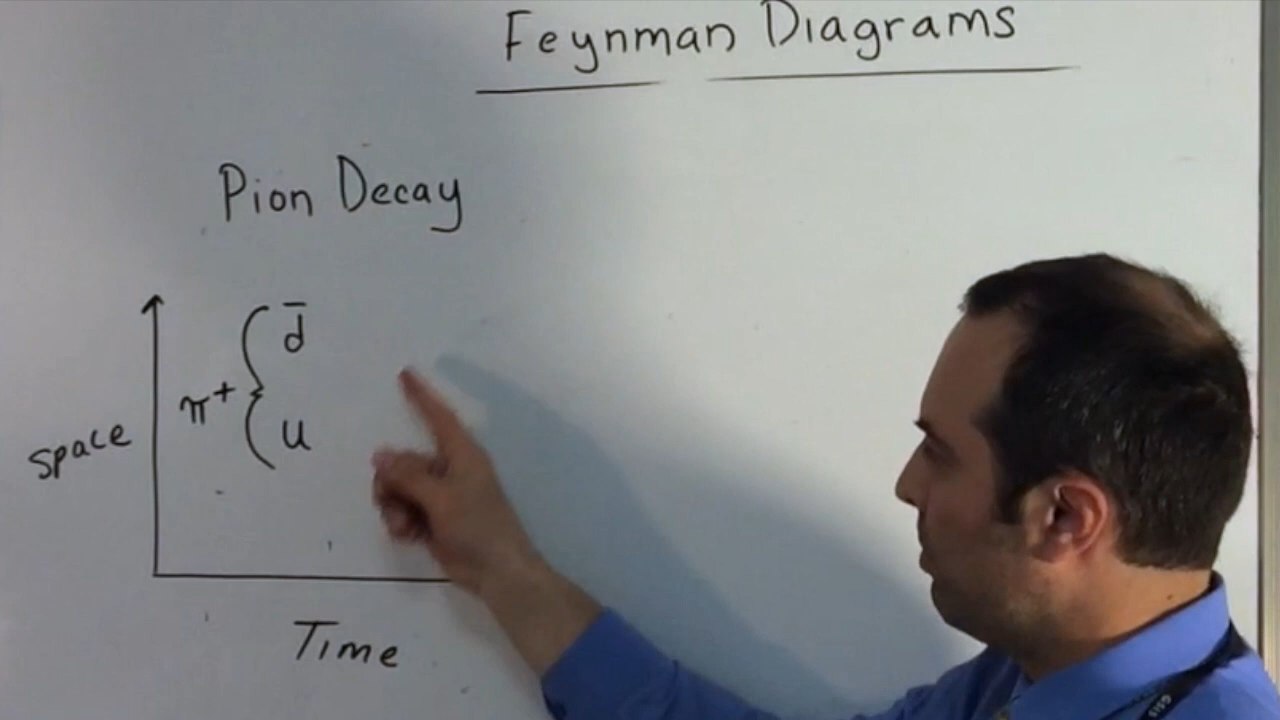 Feynman Diagrams
Pion Decay
d̄
π⁺
u
space
Time